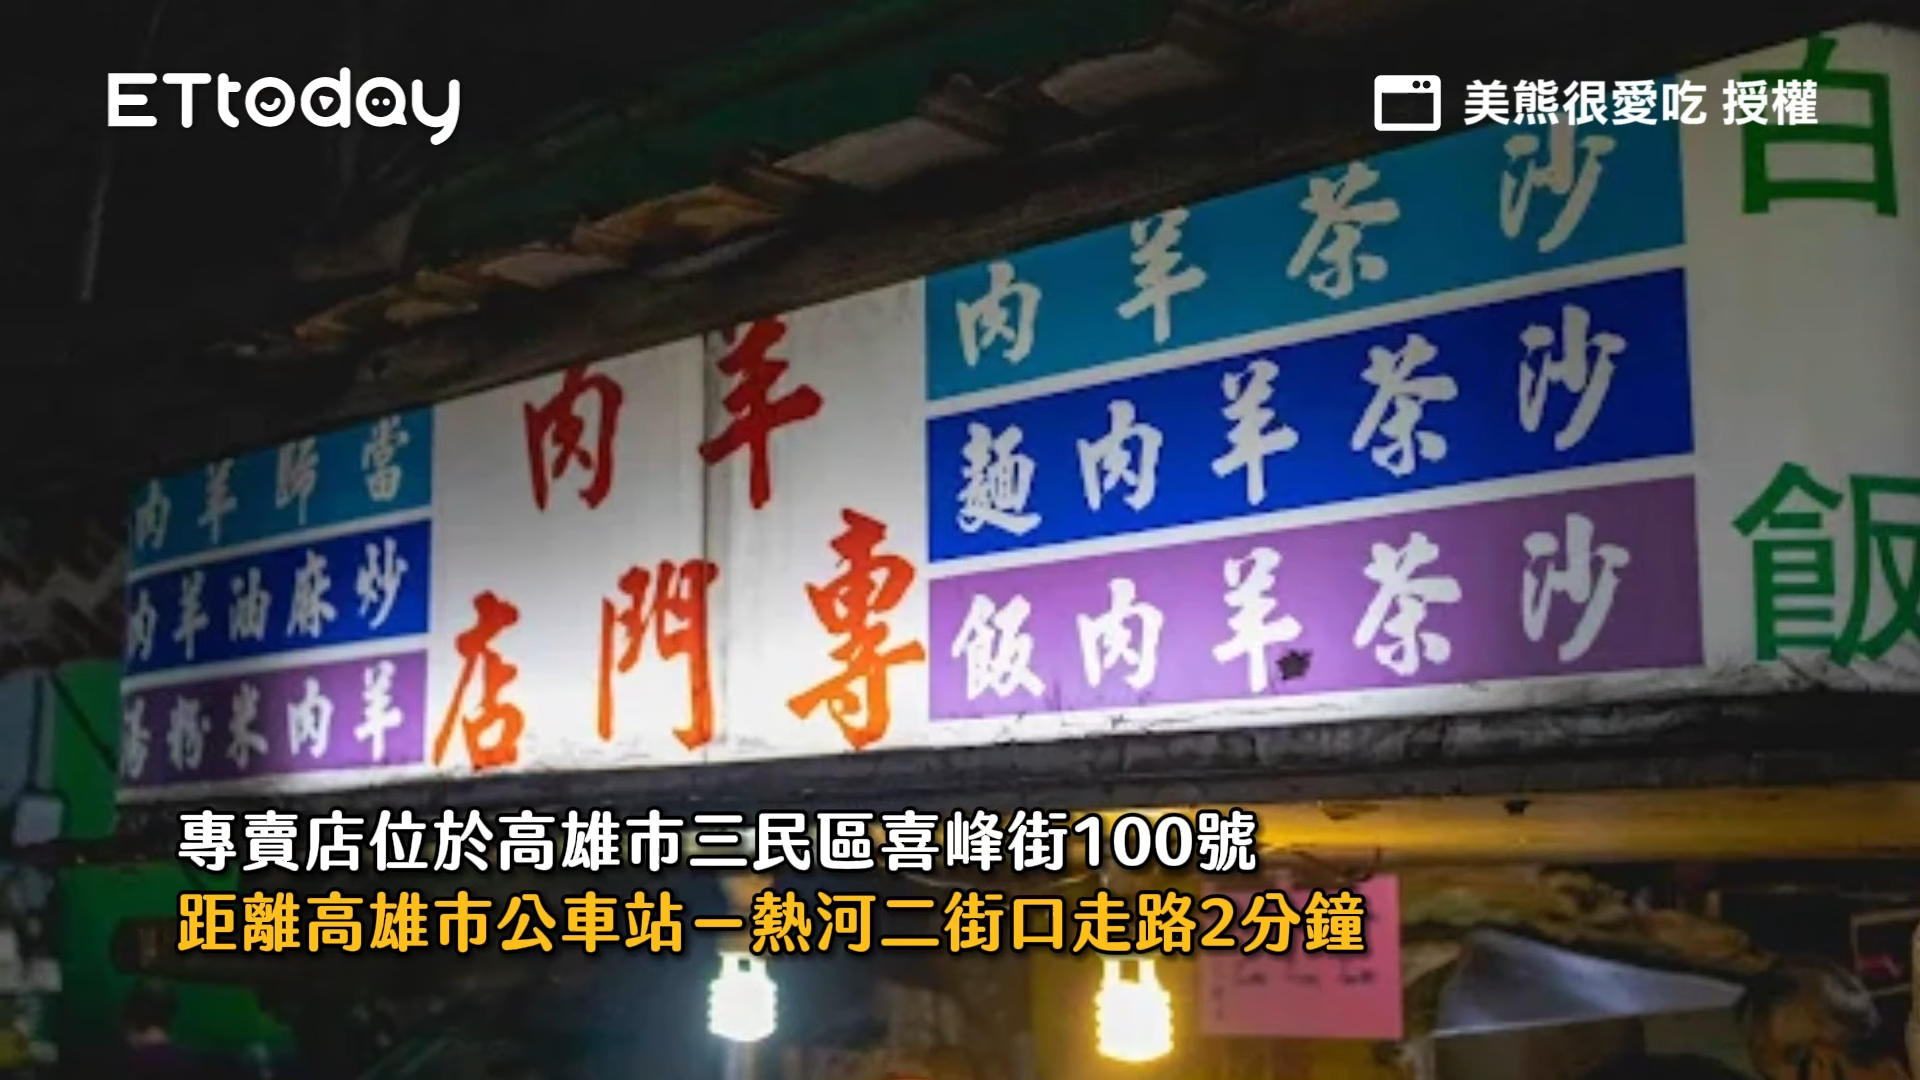 ETtoday
美熊很愛吃 授權
白飯
沙茶羊肉
沙茶羊肉麵
沙茶羊肉飯
羊肉
專門店
當歸羊肉
炒麻油羊肉
羊肉米粉湯
專賣店位於高雄市三民區喜峰街100號
距離高雄市公車站－熱河二街口走路2分鐘